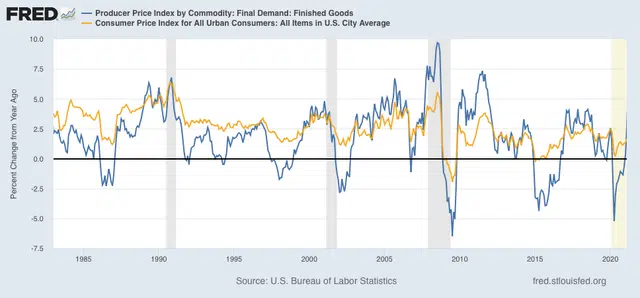 FRED
Producer Price Index by Commodity: Final Demand: Finished Goods
Consumer Price Index for All Urban Consumers: All Items in U.S. City Average
Percent Change from Year Ago
10.0
7.5
5.0
2.5
0.0
-2.5
-5.0
-7.5
1985
1990
1995
2000
2005
2010
2015
2020
Source: U.S. Bureau of Labor Statistics
fred.stlouisfed.org